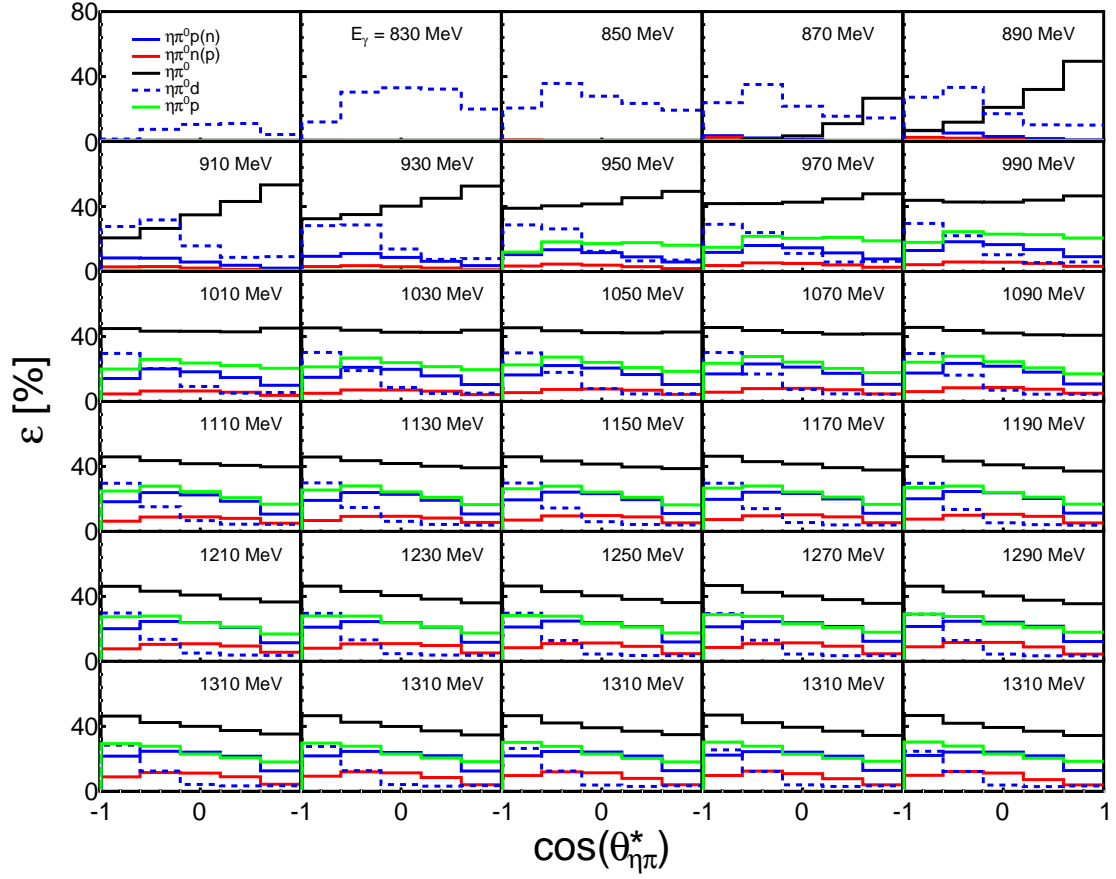 80
ηπ⁰p(n)
ηπ⁰n(p)
ηπ⁰
ηπ⁰d
ηπ⁰p
E_γ = 830 MeV
850 MeV
870 MeV
890 MeV
40
0
910 MeV
930 MeV
950 MeV
970 MeV
990 MeV
40
0
1010 MeV
1030 MeV
1050 MeV
1070 MeV
1090 MeV
40
0
1110 MeV
1130 MeV
1150 MeV
1170 MeV
1190 MeV
40
0
1210 MeV
1230 MeV
1250 MeV
1270 MeV
1290 MeV
40
0
1310 MeV
1310 MeV
1310 MeV
1310 MeV
1310 MeV
40
0
-1 0 -1 0 -1 0 -1 0 -1 0 1
ε [%]
cos(θ*_ηπ)